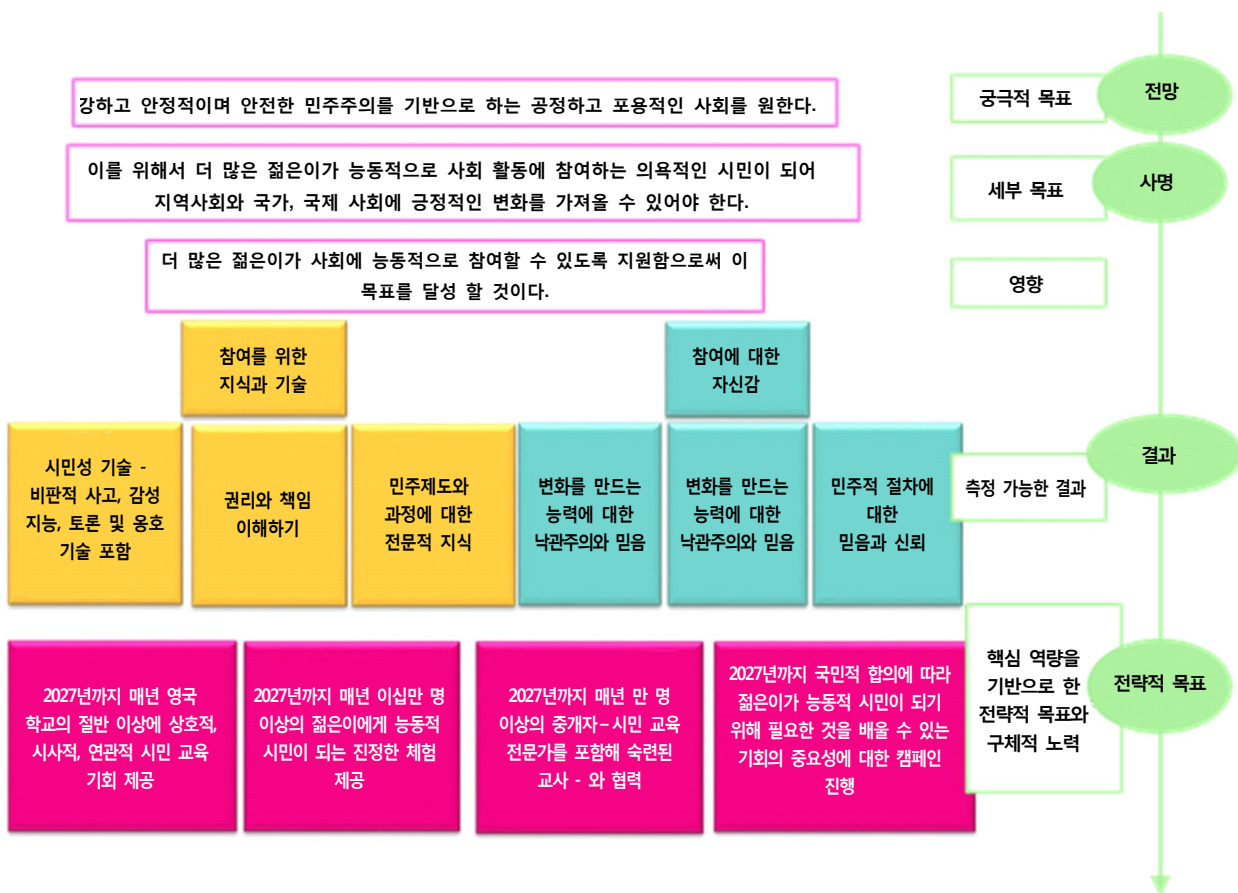 강하고 안정적이며 안전한 민주주의를 기반으로 하는 공정하고 포용적인 사회를 원한다.
궁극적 목표
전망
이를 위해서 더 많은 젊은이가 능동적으로 사회 활동에 참여하는 의욕적인 시민이 되어
지역사회와 국가, 국제 사회에 긍정적인 변화를 가져올 수 있어야 한다.
세부 목표
사명
더 많은 젊은이가 사회에 능동적으로 참여할 수 있도록 지원함으로써 이
목표를 달성 할 것이다.
영향
참여를 위한
지식과 기술
참여에 대한
자신감
시민성 기술 -
비판적 사고, 감성
지능, 토론 및 옹호
기술 포함
권리와 책임
이해하기
민주제도와
과정에 대한
전문적 지식
변화를 만드는
능력에 대한
낙관주의와 믿음
변화를 만드는
능력에 대한
낙관주의와 믿음
민주적 절차에
대한
믿음과 신뢰
측정 가능한 결과
결과
2027년까지 매년 영국
학교의 절반 이상에 상호적,
시사적, 연관적 시민 교육
기회 제공
2027년까지 매년 이십만 명
이상의 젊은이에게 능동적
시민이 되는 진정한 체험
제공
2027년까지 매년 만 명
이상의 중개자–시민 교육
전문가를 포함해 숙련된
교사 - 와 협력
2027년까지 국민적 합의에 따라
젊은이가 능동적 시민이 되기
위해 필요한 것을 배울 수 있는
기회의 중요성에 대한 캠페인
진행
핵심 역량을
기반으로 한
전략적 목표와
구체적 노력
전략적 목표